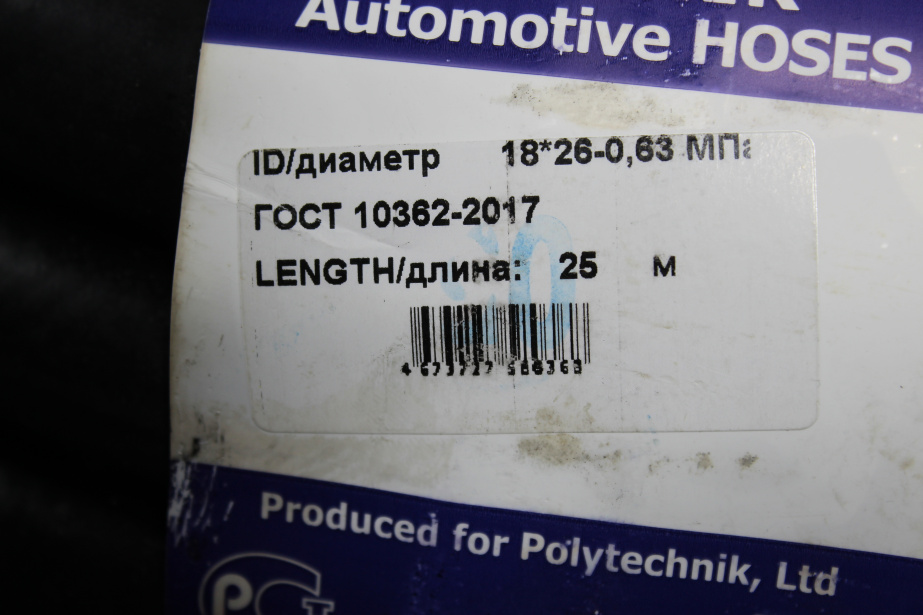 Automotive HOSES
ID/диаметр 18*26-0,63 МПа
ГОСТ 10362-2017
LENGTH/длина: 25 м
Produced for Polytechnik, Ltd